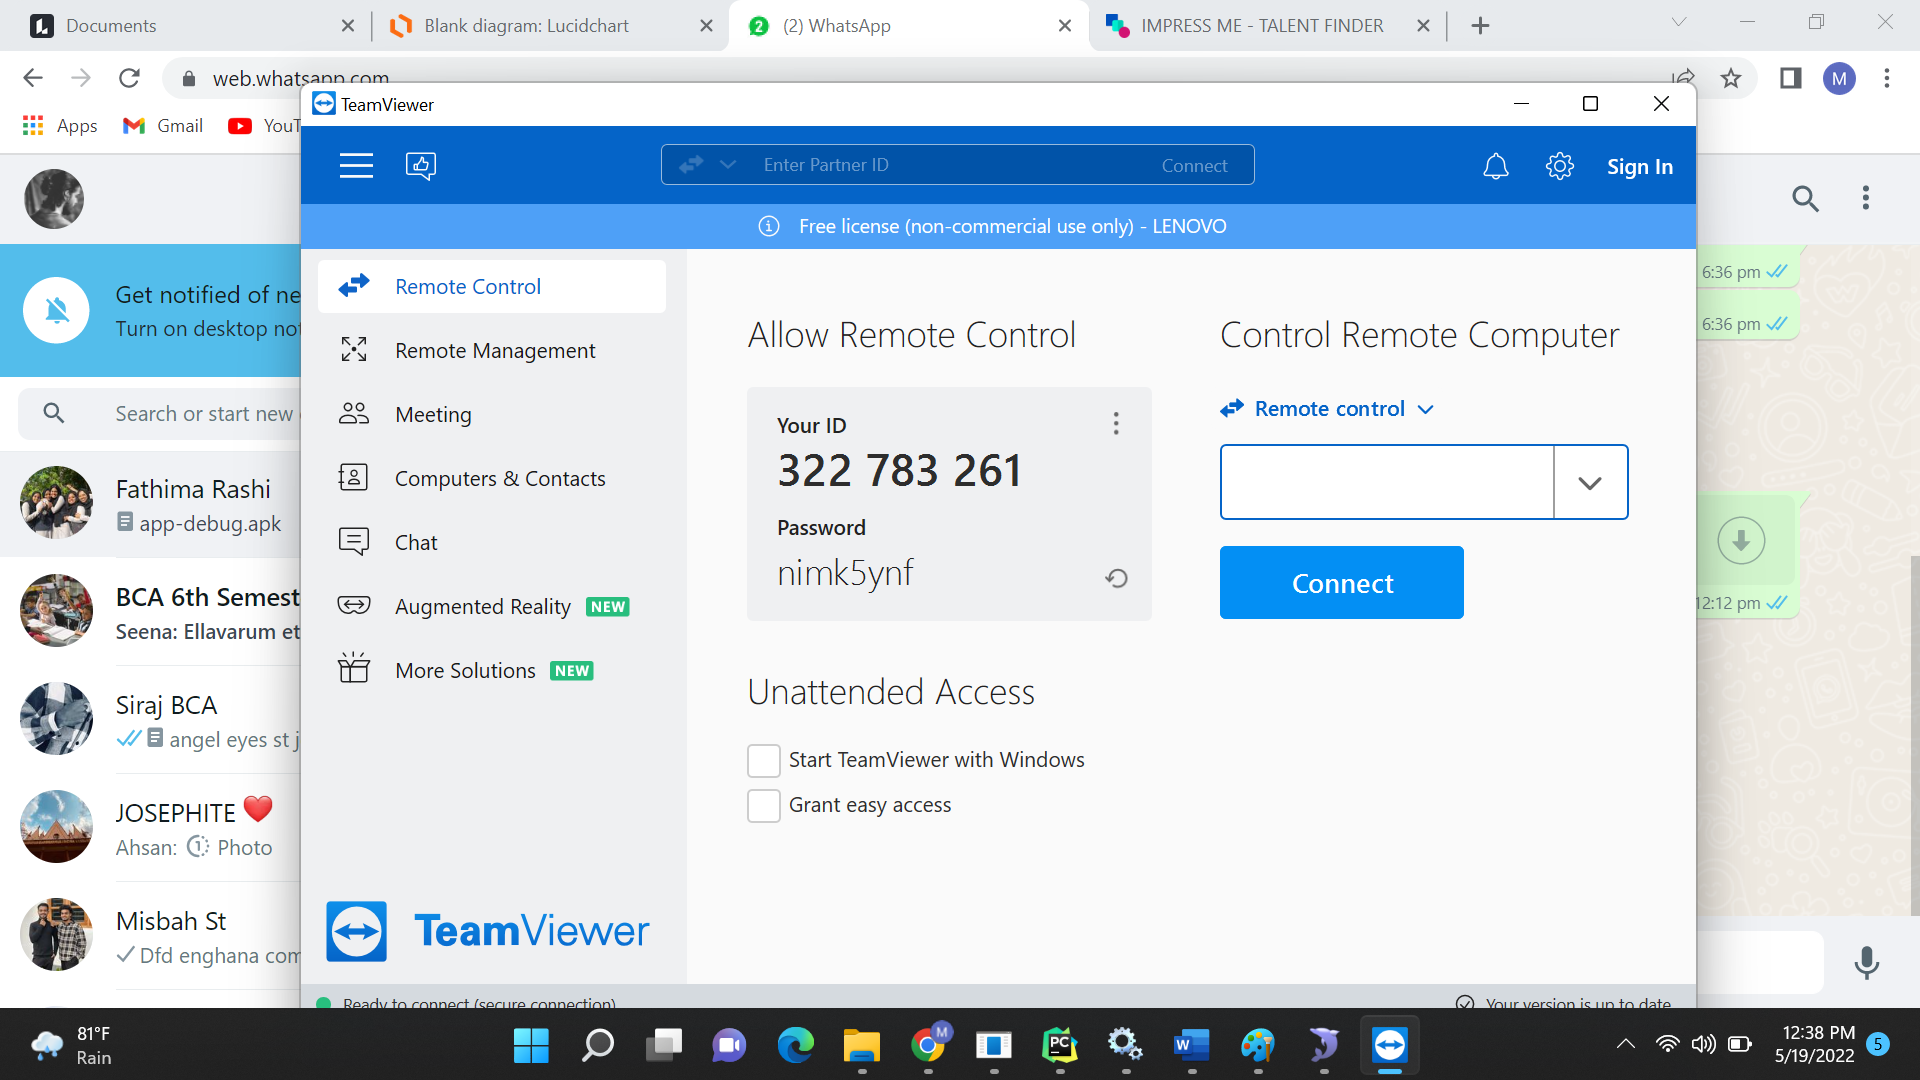 Documents
Blank diagram: Lucidchart
2
(2) WhatsApp
IMPRESS ME - TALENT FINDER
web.whatsapp.com
M
Apps
Gmail
TeamViewer
Enter Partner ID
Connect
Sign In
Free license (non-commercial use only) - LENOVO
Get notified of
Turn on desktop
Search or start new
Fathima Rashi
app-debug.apk
BCA 6th
Seena: Ellavarum
Siraj BCA
angel eyes st
JOSEPHITE ❤️
Ahsan: Photo
Misbah St
Dfd enghana
Remote Control
Remote Management
Meeting
Computers & Contacts
Chat
Augmented Reality NEW
More Solutions NEW
TeamViewer
Allow Remote Control
Your ID
322 783 261
Password
nimk5ynf
Unattended Access
Start TeamViewer with Windows
Grant easy access
Control Remote Computer
Remote control
Connect
6:36 pm
6:36 pm
12:12 pm
Ready to connect (secure connection)
Your version is up to date
81°F
Rain
M
PC
W
12:38 PM
5/19/2022
5